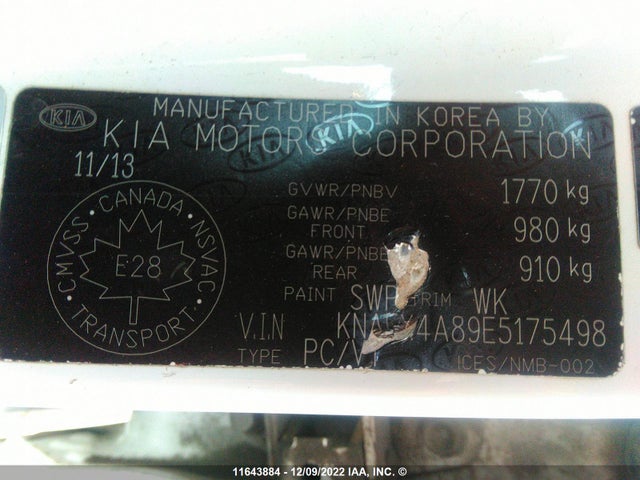 KIA
MANUFACTURED IN KOREA BY
KIA MOTORS CORPORATION
11/13
GVWR/PNBV 1770 kg
GAWR/PNBE FRONT 980 kg
GAWR/PNBE REAR 910 kg
PAINT SWP TRIM WK
V.I.N 4A89E5175498
TYPE PC/V
ICES/NMB-002
CANADA
CMVSS NSVAC
E28
TRANSPORT
11643884 - 12/09/2022 IAA, INC. ©